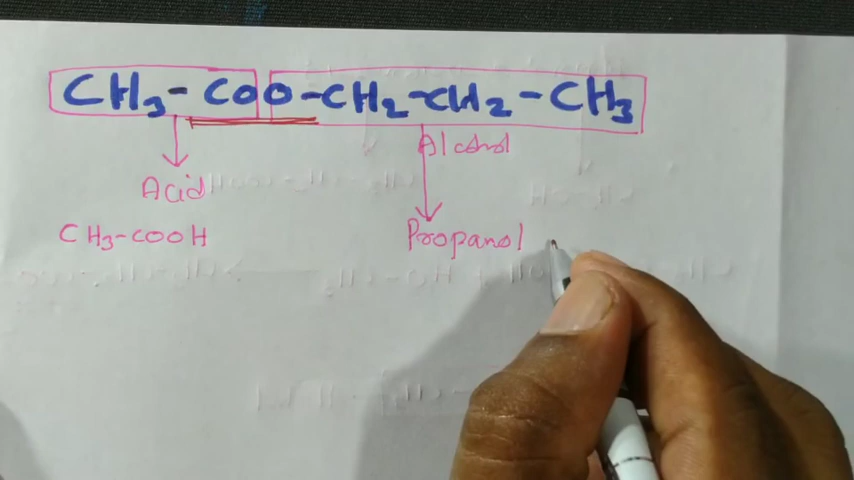 CH3-COO-CH2-CH2-CH3
Alcohol
Acid
CH3-COOH
Propanol